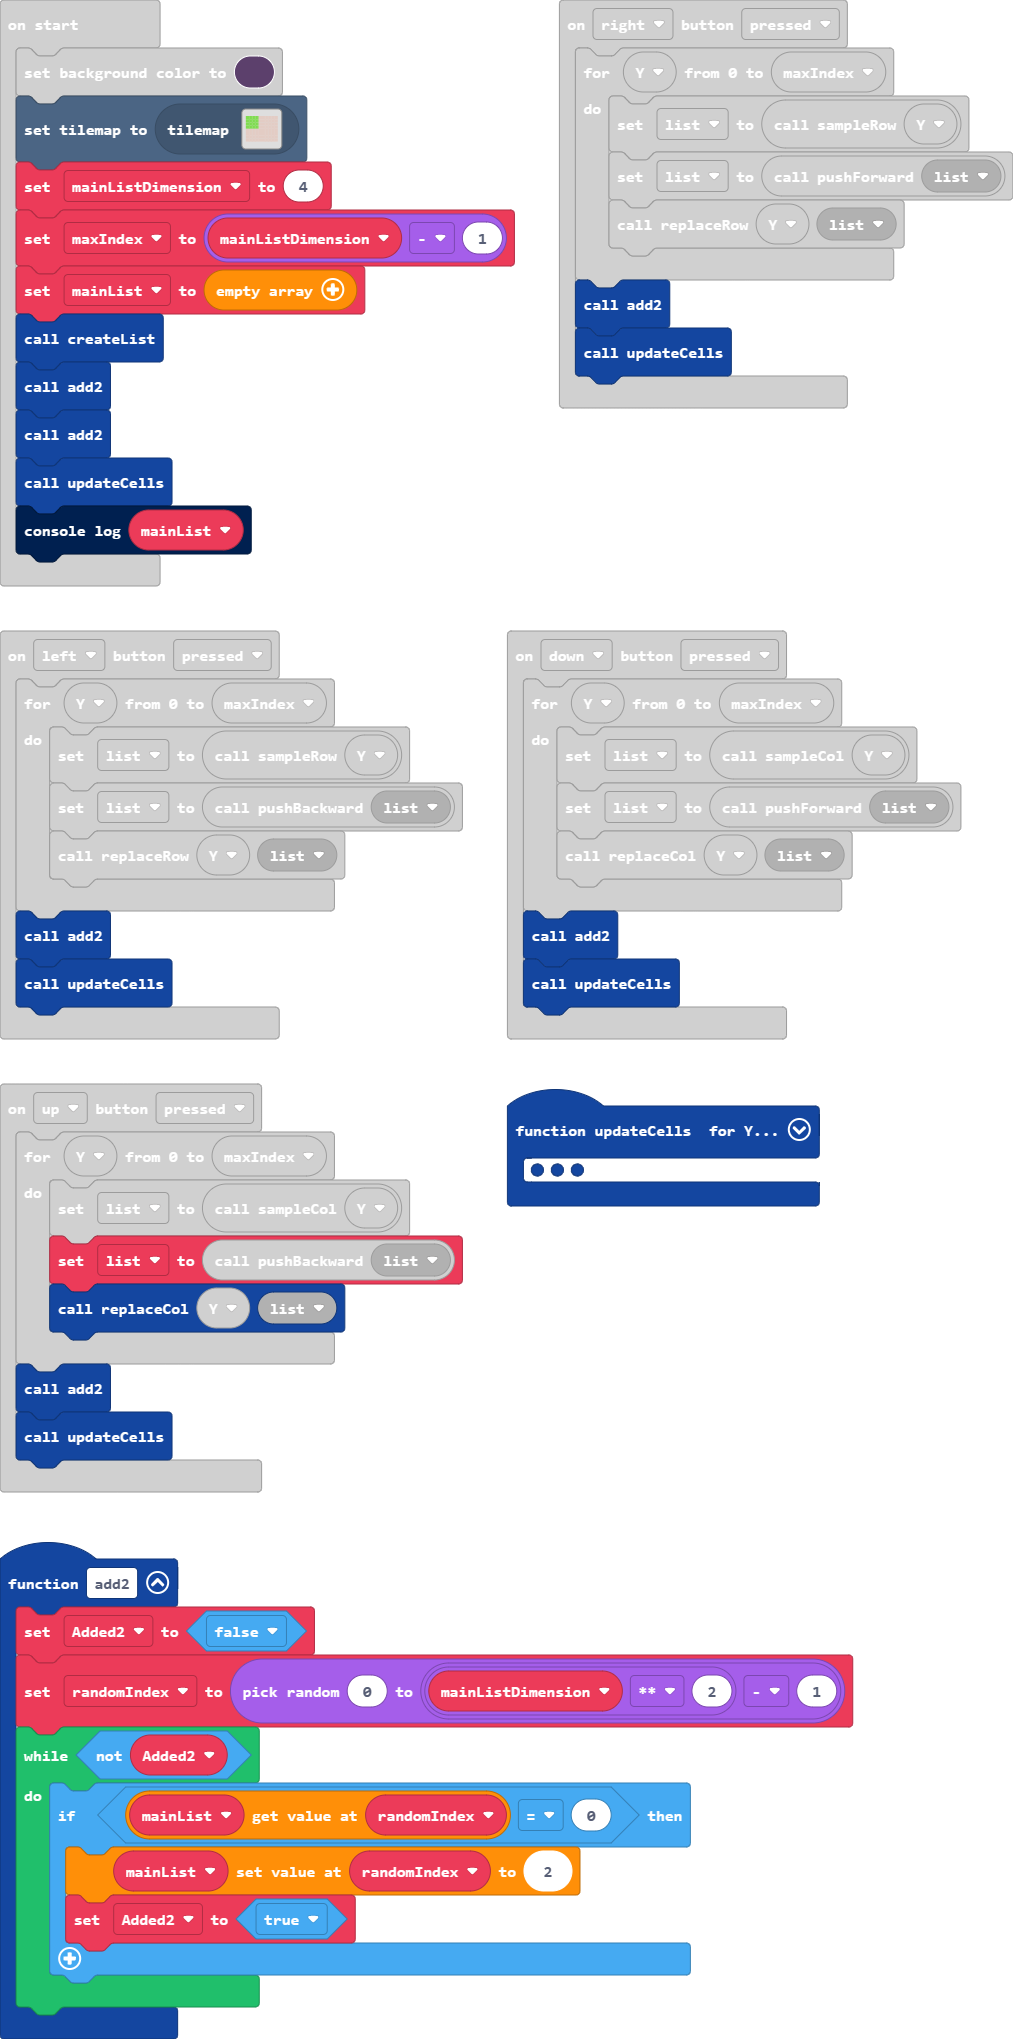 on start
set background color to
set tilemap to tilemap
set mainListDimension to 4
set maxIndex to mainListDimension - 1
set mainList to empty array
call createList
call add2
call add2
call updateCells
console log mainList
on right button pressed
for Y from 0 to maxIndex
do
set list to call sampleRow Y
set list to call pushForward list
call replaceRow Y list
call add2
call updateCells
on left button pressed
for Y from 0 to maxIndex
do
set list to call sampleRow Y
set list to call pushBackward list
call replaceRow Y list
call add2
call updateCells
on down button pressed
for Y from 0 to maxIndex
do
set list to call sampleCol Y
set list to call pushForward list
call replaceCol Y list
call add2
call updateCells
on up button pressed
for Y from 0 to maxIndex
do
set list to call sampleCol Y
set list to call pushBackward list
call replaceCol Y list
call add2
call updateCells
function updateCells for Y...
function add2
set Added2 to false
set randomIndex to pick random 0 to mainListDimension ** 2 - 1
while not Added2
do
if mainList get value at randomIndex = 0 then
mainList set value at randomIndex to 2
set Added2 to true